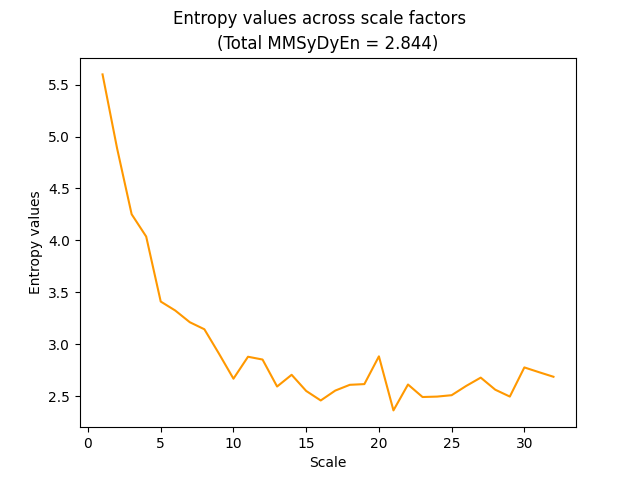 Entropy values across scale factors
(Total MMSyDyEn = 2.844)
5.5
5.0
4.5
4.0
3.5
3.0
2.5
Entropy values
0 5 10 15 20 25 30
Scale